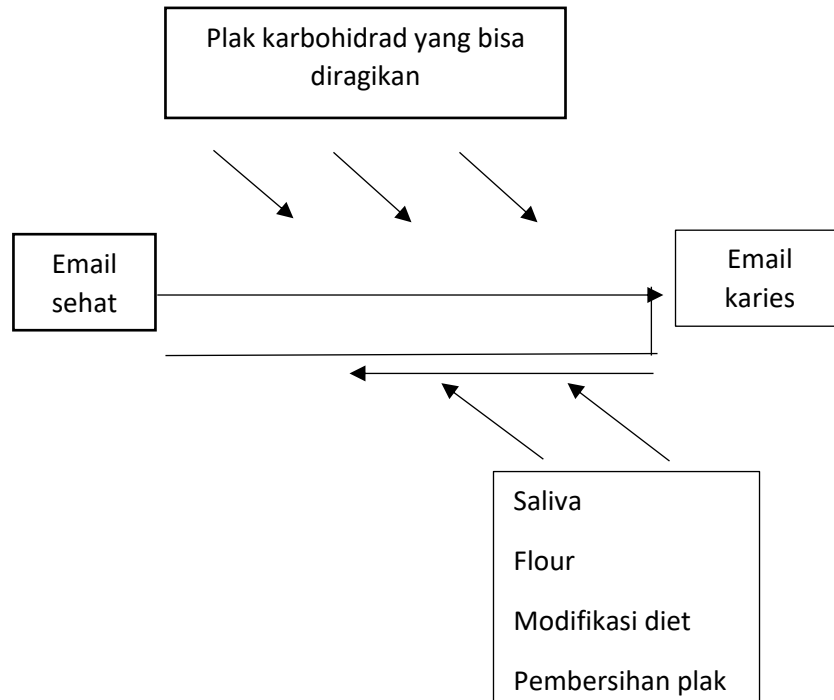 Plak karbohidrad yang bisa
diragikan
Email
sehat
Email
karies
Saliva
Flour
Modifikasi diet
Pembersihan plak